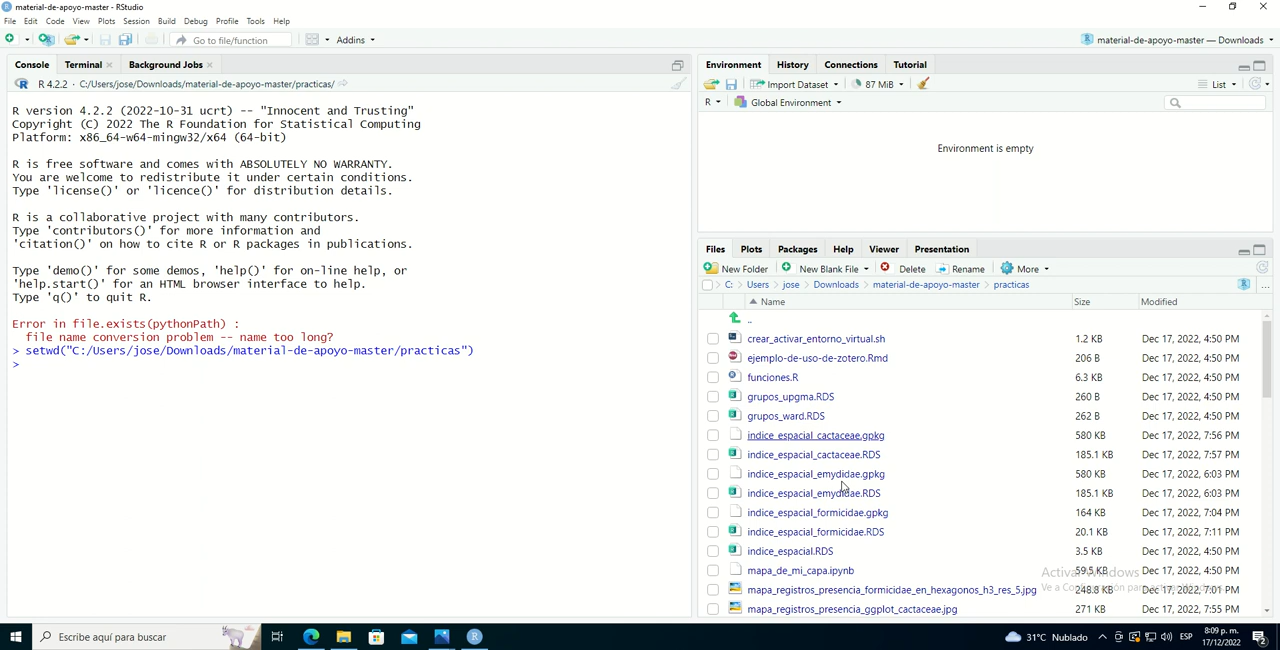 material-de-apoyo-master - RStudio
File Edit Code View Plots Session Build Debug Profile Tools Help
Go to file/function Addins material-de-apoyo-master — Downloads
Console Terminal Background Jobs
R 4.2.2 · C:/Users/jose/Downloads/material-de-apoyo-master/practicas/
R version 4.2.2 (2022-10-31 ucrt) -- "Innocent and Trusting"
Copyright (C) 2022 The R Foundation for Statistical Computing
Platform: x86_64-w64-mingw32/x64 (64-bit)
R is free software and comes with ABSOLUTELY NO WARRANTY.
You are welcome to redistribute it under certain conditions.
Type 'license()' or 'licence()' for distribution details.
R is a collaborative project with many contributors.
Type 'contributors()' for more information and
'citation()' on how to cite R or R packages in publications.
Type 'demo()' for some demos, 'help()' for on-line help, or
'help.start()' for an HTML browser interface to help.
Type 'q()' to quit R.
Error in file.exists(pythonPath) :
file name conversion problem -- name too long?
> setwd("C:/Users/jose/Downloads/material-de-apoyo-master/practicas")
>
Environment History Connections Tutorial
Import Dataset 87 MiB List
R Global Environment
Environment is empty
Files Plots Packages Help Viewer Presentation
New Folder New Blank File Delete Rename More
C: Users jose Downloads material-de-apoyo-master practicas
Name Size Modified
..
crear_activar_entorno_virtual.sh 1.2 KB Dec 17, 2022, 4:50 PM
ejemplo-de-uso-de-zotero.Rmd 206 B Dec 17, 2022, 4:50 PM
funciones.R 6.3 KB Dec 17, 2022, 4:50 PM
grupos_upgma.RDS 260 B Dec 17, 2022, 4:50 PM
grupos_ward.RDS 262 B Dec 17, 2022, 4:50 PM
indice_espacial_cactaceae.gpkg 580 KB Dec 17, 2022, 7:56 PM
indice_espacial_cactaceae.RDS 185.1 KB Dec 17, 2022, 7:57 PM
indice_espacial_emydidae.gpkg 580 KB Dec 17, 2022, 6:03 PM
indice_espacial_emydidae.RDS 185.1 KB Dec 17, 2022, 6:03 PM
indice_espacial_formicidae.gpkg 164 KB Dec 17, 2022, 7:04 PM
indice_espacial_formicidae.RDS 20.1 KB Dec 17, 2022, 7:11 PM
indice_espacial.RDS 3.5 KB Dec 17, 2022, 4:50 PM
mapa_de_mi_capa.ipynb 59.5 KB Dec 17, 2022, 4:50 PM
mapa_registros_presencia_formicidae_en_hexagonos_h3_res_5.jpg 248.8 KB Dec 17, 2022, 7:01 PM
mapa_registros_presencia_ggplot_cactaceae.jpg 271 KB Dec 17, 2022, 7:55 PM
Activar Windows
Escribe aquí para buscar 31°C Nublado ESP 8:09 p. m.
17/12/2022 2